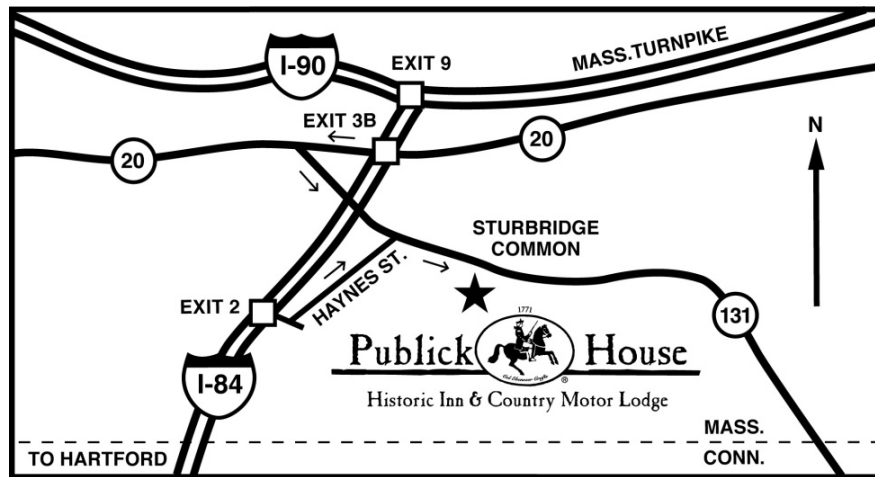 I-90
EXIT 9
MASS. TURNPIKE
EXIT 3B
20
20
N
STURBRIDGE
COMMON
HAYNES ST.
EXIT 2
131
1771
Publick House
®
Historic Inn & Country Motor Lodge
I-84
MASS.
TO HARTFORD
CONN.